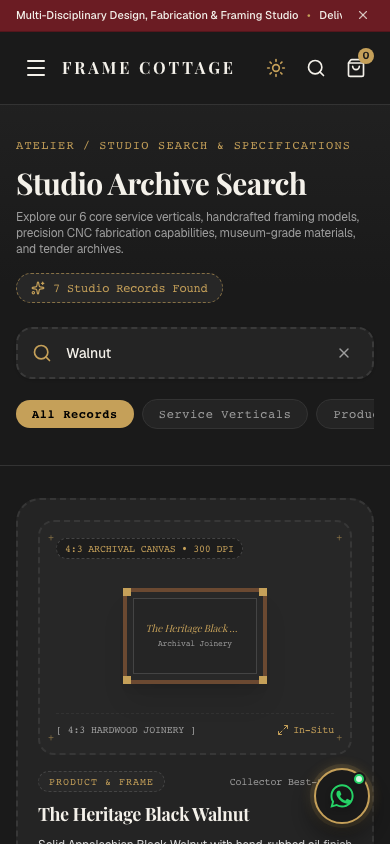 Multi-Disciplinary Design, Fabrication & Framing Studio • Deliv
FRAME COTTAGE
0
ATELIER / STUDIO SEARCH & SPECIFICATIONS
Studio Archive Search
Explore our 6 core service verticals, handcrafted framing models,
precision CNC fabrication capabilities, museum-grade materials,
and tender archives.
7 Studio Records Found
Walnut
All Records
Service Verticals
Produc
4:3 ARCHIVAL CANVAS • 300 DPI
The Heritage Black ...
Archival Joinery
[ 4:3 HARDWOOD JOINERY ]
In-Situ
PRODUCT & FRAME
Collector Best-
The Heritage Black Walnut
Solid Appalachian Black Walnut with hand-rubbed oil finish